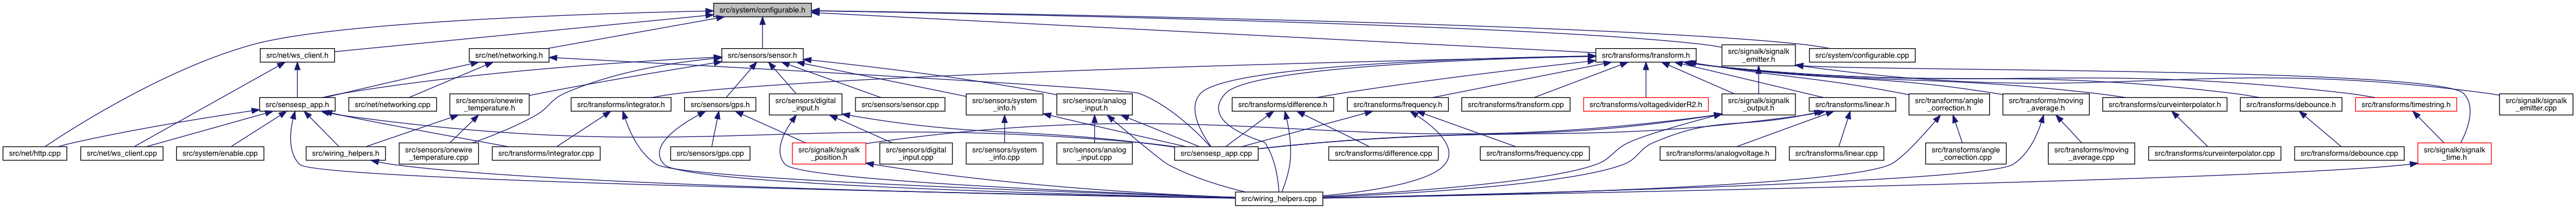 src/system/configurable.h
src/net/ws_client.h
src/net/networking.h
src/sensors/sensor.h
src/transforms/transform.h
src/signalk/signalk
_emitter.h
src/system/configurable.cpp
src/sensesp_app.h
src/net/networking.cpp
src/sensors/onewire
_temperature.h
src/transforms/integrator.h
src/sensors/gps.h
src/sensors/digital
_input.h
src/sensors/sensor.cpp
src/sensors/system
_info.h
src/sensors/analog
_input.h
src/transforms/difference.h
src/transforms/frequency.h
src/transforms/transform.cpp
src/transforms/voltagedividerR2.h
src/signalk/signalk
_output.h
src/transforms/linear.h
src/transforms/angle
_correction.h
src/transforms/moving
_average.h
src/transforms/curveinterpolator.h
src/transforms/debounce.h
src/transforms/timestring.h
src/signalk/signalk
_emitter.cpp
src/net/http.cpp
src/net/ws_client.cpp
src/system/enable.cpp
src/wiring_helpers.h
src/sensors/onewire
_temperature.cpp
src/transforms/integrator.cpp
src/sensors/gps.cpp
src/signalk/signalk
_position.h
src/sensors/digital
_input.cpp
src/sensors/system
_info.cpp
src/sensors/analog
_input.cpp
src/sensesp_app.cpp
src/transforms/difference.cpp
src/transforms/frequency.cpp
src/transforms/analogvoltage.h
src/transforms/linear.cpp
src/transforms/angle
_correction.cpp
src/transforms/moving
_average.cpp
src/transforms/curveinterpolator.cpp
src/transforms/debounce.cpp
src/signalk/signalk
_time.h
src/wiring_helpers.cpp